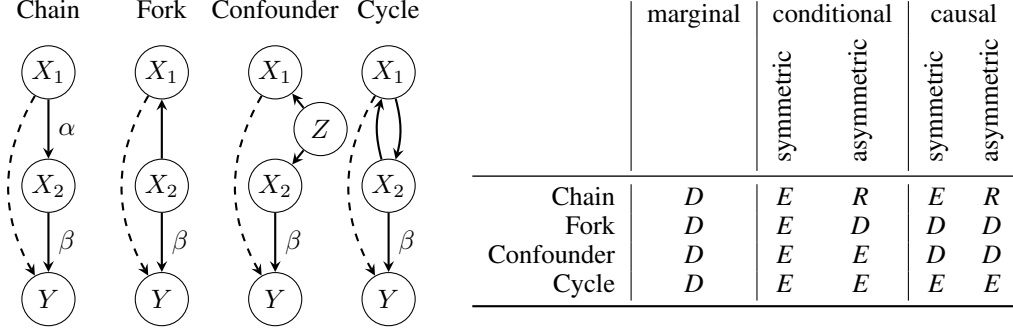 Chain Fork Confounder Cycle
X₁ X₁ X₁ X₁
α Z
X₂ X₂ X₂ X₂
β β β β
Y Y Y Y
marginal conditional causal
symmetric asymmetric symmetric asymmetric
Chain D E R E R
Fork D E D D D
Confounder D E E D D
Cycle D E E E E